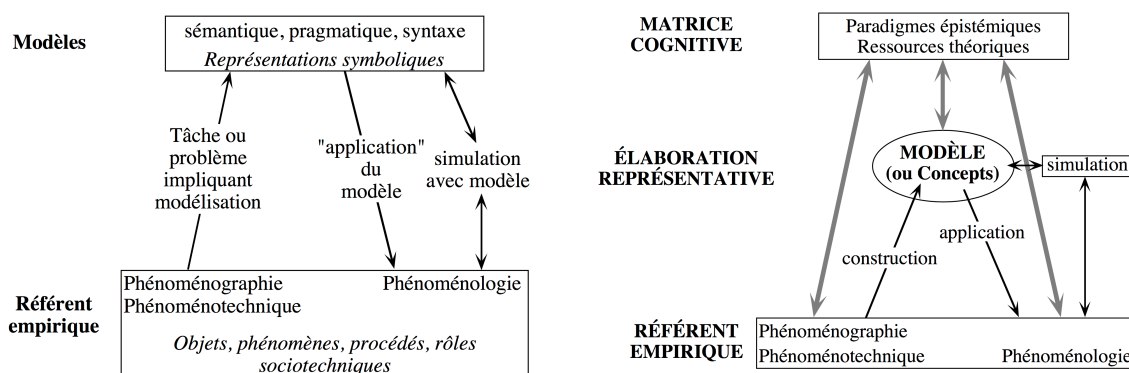 Modèles
sémantique, pragmatique, syntaxe
Représentations symboliques
Tâche ou
problème
impliquant
modélisation
"application"
du
modèle
simulation
avec modèle
Référent
empirique
Phénoménographie
Phénoménotechnique
Phénoménologie
Objets, phénomènes, procédés, rôles
sociotechniques
MATRICE
COGNITIVE
Paradigmes épistémiques
Ressources théoriques
ÉLABORATION
REPRÉSENTATIVE
MODÈLE
(ou Concepts)
simulation
construction
application
RÉFÉRENT
EMPIRIQUE
Phénoménographie
Phénoménotechnique
Phénoménologie